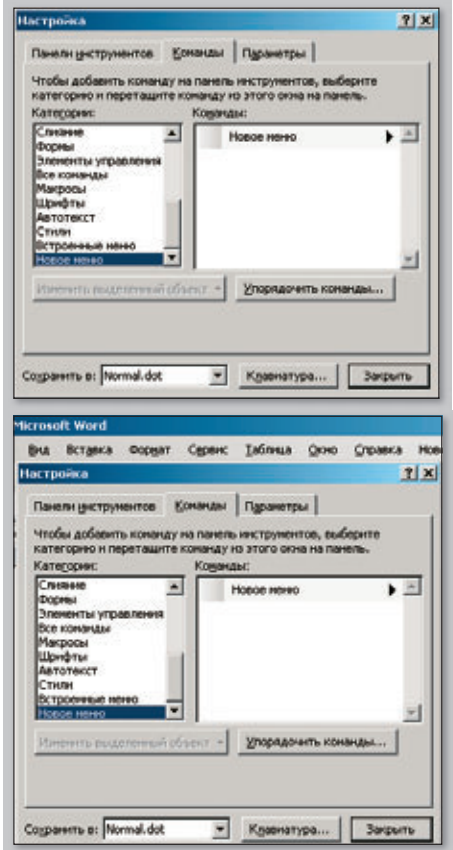 Настройка
Панели инструментов Команды Параметры
Чтобы добавить команду на панель инструментов, выберите
категорию и перетащите команду из этого окна на панель.
Категории: Команды:
Слияние
Формы
Элементы управления
Все команды
Макросы
Шрифты
Автотекст
Стили
Встроенные меню
Новое меню
Новое меню
Изменить выделенный объект Упорядочить команды...
Сохранить в: Normal.dot Клавиатура... Закрыть
Microsoft Word
Вид Вставка Формат Сервис Таблица Окно Справка Нов
Настройка
Панели инструментов Команды Параметры
Чтобы добавить команду на панель инструментов, выберите
категорию и перетащите команду из этого окна на панель.
Категории: Команды:
Слияние
Формы
Элементы управления
Все команды
Макросы
Шрифты
Автотекст
Стили
Встроенные меню
Новое меню
Новое меню
Изменить выделенный объект Упорядочить команды...
Сохранить в: Normal.dot Клавиатура... Закрыть